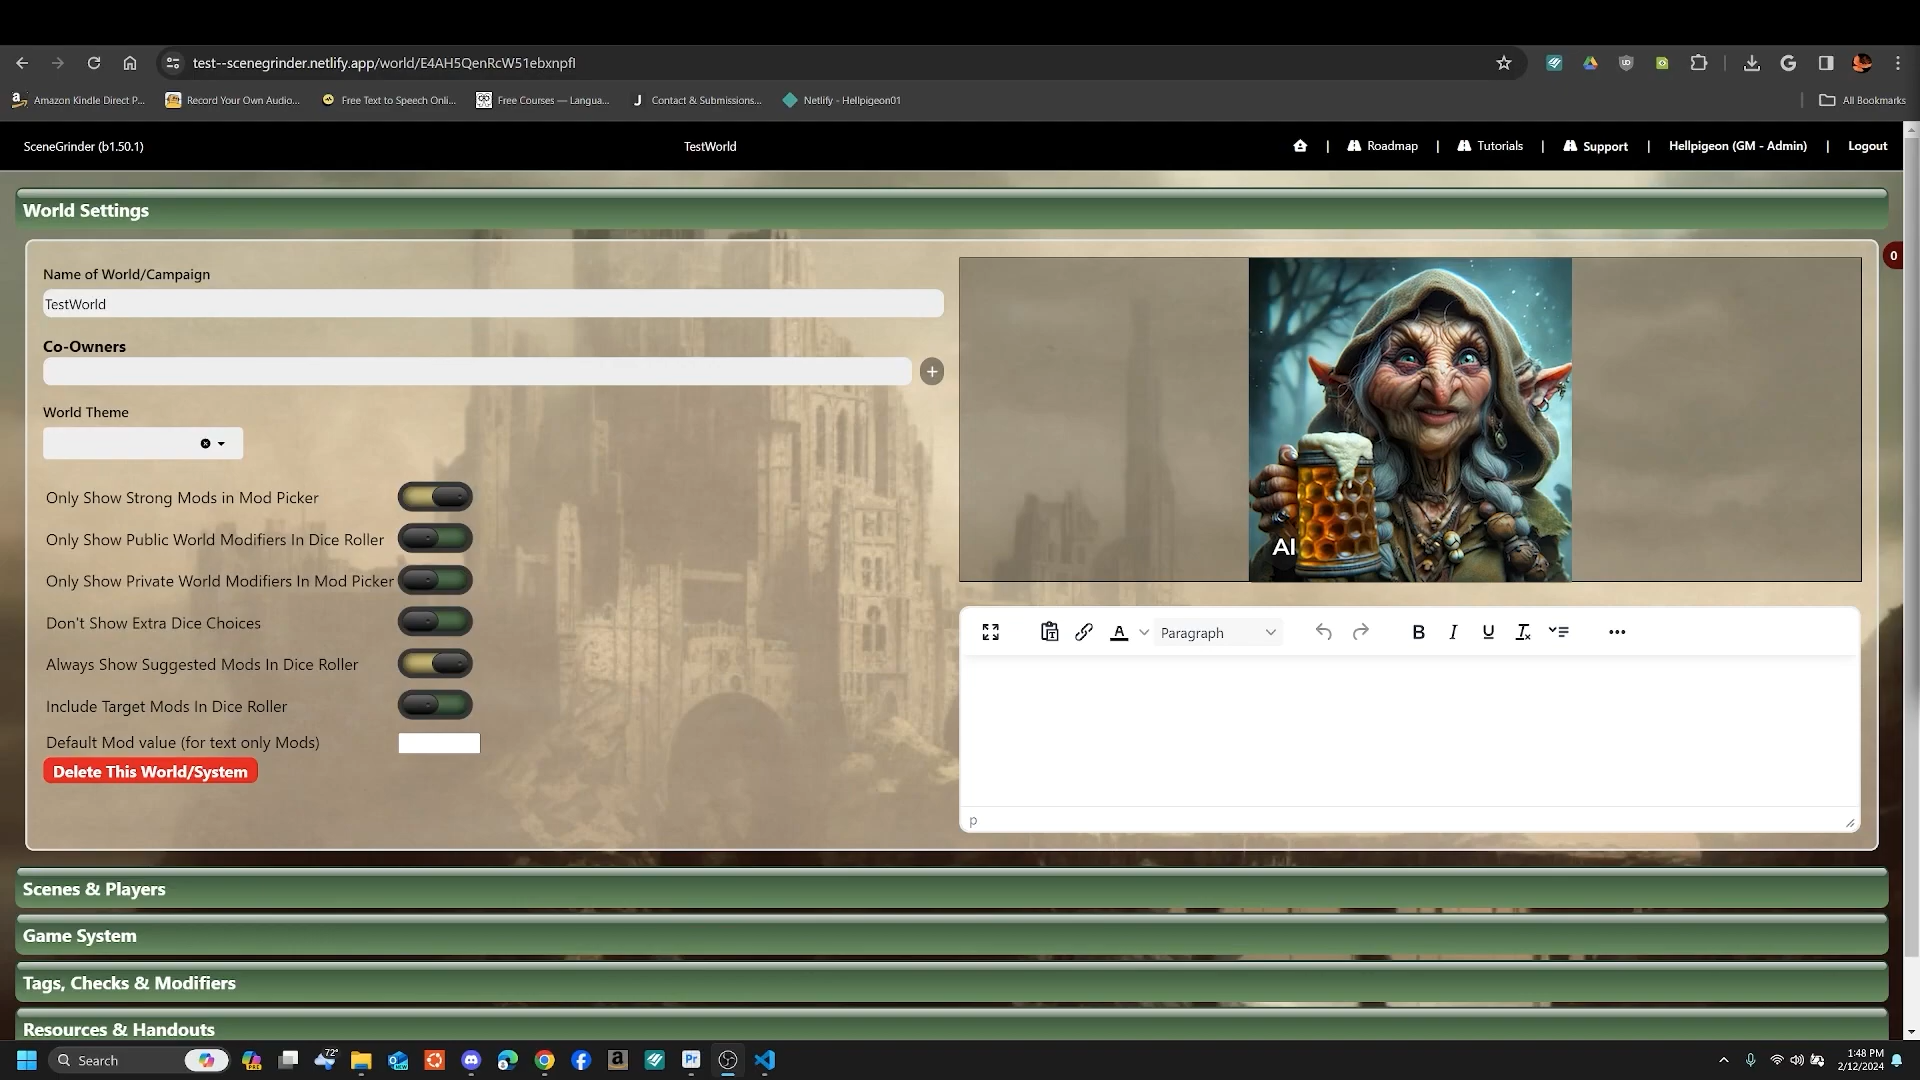 test--scenegrinder.netlify.app/world/E4AH5QenRcW51ebxnpfI
Amazon Kindle Direct P...
Record Your Own Audio...
Free Text to Speech Onli...
Free Courses — Langua...
Contact & Submissions...
Netlify - Hellpigeon01
All Bookmarks
SceneGrinder (b1.50.1)
TestWorld
Roadmap
Tutorials
Support
Hellpigeon (GM - Admin)
Logout
World Settings
0
Name of World/Campaign
TestWorld
Co-Owners
World Theme
Only Show Strong Mods in Mod Picker
Only Show Public World Modifiers In Dice Roller
Only Show Private World Modifiers In Mod Picker
Don't Show Extra Dice Choices
Always Show Suggested Mods In Dice Roller
Include Target Mods In Dice Roller
Default Mod value (for text only Mods)
Delete This World/System
AI
Paragraph
p
Scenes & Players
Game System
Tags, Checks & Modifiers
Resources & Handouts
Search
72°
1:48 PM
2/12/2024